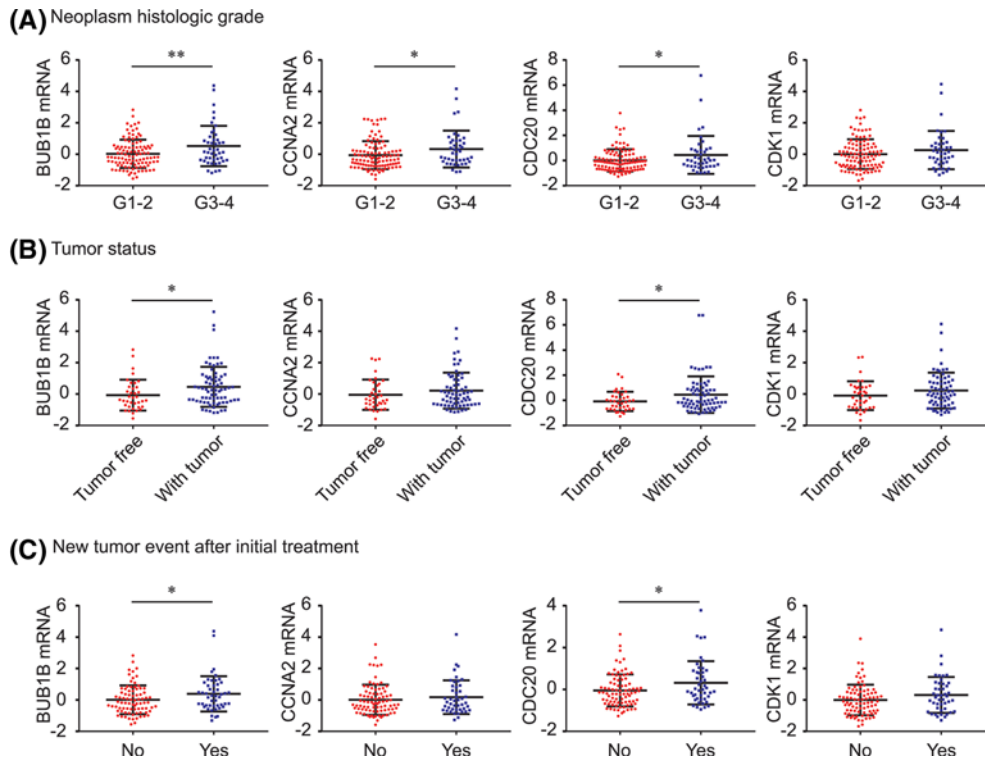 (A) Neoplasm histologic grade
** * *
BUB1B mRNA
6
4
2
0
-2
G1-2 G3-4
CCNA2 mRNA
6
4
2
0
-2
G1-2 G3-4
CDC20 mRNA
8
6
4
2
0
-2
G1-2 G3-4
CDK1 mRNA
6
4
2
0
-2
G1-2 G3-4
(B) Tumor status
* *
BUB1B mRNA
6
4
2
0
-2
Tumor free With tumor
CCNA2 mRNA
6
4
2
0
-2
Tumor free With tumor
CDC20 mRNA
8
6
4
2
0
-2
Tumor free With tumor
CDK1 mRNA
6
4
2
0
-2
Tumor free With tumor
(C) New tumor event after initial treatment
* *
BUB1B mRNA
6
4
2
0
-2
No Yes
CCNA2 mRNA
6
4
2
0
-2
No Yes
CDC20 mRNA
4
2
0
-2
No Yes
CDK1 mRNA
6
4
2
0
-2
No Yes